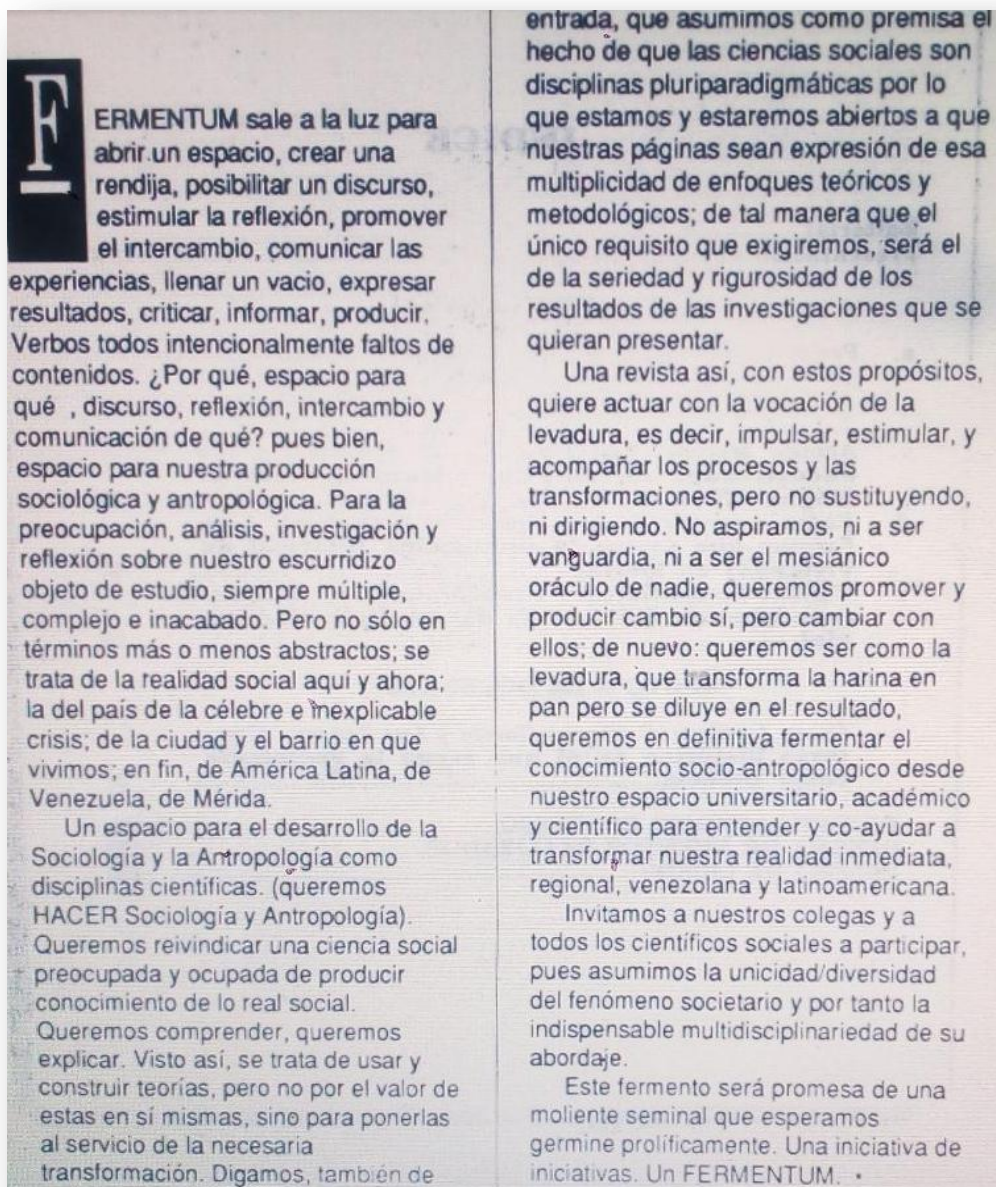 FERMENTUM sale a la luz para
abrir un espacio, crear una
rendija, posibilitar un discurso,
estimular la reflexión, promover
el intercambio, comunicar las
experiencias, llenar un vacio, expresar
resultados, criticar, informar, producir.
Verbos todos intencionalmente faltos de
contenidos. ¿Por qué, espacio para
qué , discurso, reflexión, intercambio y
comunicación de qué? pues bien,
espacio para nuestra producción
sociológica y antropológica. Para la
preocupación, análisis, investigación y
reflexión sobre nuestro escurridizo
objeto de estudio, siempre múltiple,
complejo e inacabado. Pero no sólo en
términos más o menos abstractos; se
trata de la realidad social aquí y ahora;
la del país de la célebre e inexplicable
crisis; de la ciudad y el barrio en que
vivimos; en fin, de América Latina, de
Venezuela, de Mérida.
Un espacio para el desarrollo de la
Sociología y la Antropología como
disciplinas científicas. (queremos
HACER Sociología y Antropología).
Queremos reivindicar una ciencia social
preocupada y ocupada de producir
conocimiento de lo real social.
Queremos comprender, queremos
explicar. Visto así, se trata de usar y
construir teorías, pero no por el valor de
estas en sí mismas, sino para ponerlas
al servicio de la necesaria
transformación. Digamos, también de
entrada, que asumimos como premisa el
hecho de que las ciencias sociales son
disciplinas pluriparadigmáticas por lo
que estamos y estaremos abiertos a que
nuestras páginas sean expresión de esa
multiplicidad de enfoques teóricos y
metodológicos; de tal manera que el
único requisito que exigiremos, será el
de la seriedad y rigurosidad de los
resultados de las investigaciones que se
quieran presentar.
Una revista así, con estos propósitos,
quiere actuar con la vocación de la
levadura, es decir, impulsar, estimular, y
acompañar los procesos y las
transformaciones, pero no sustituyendo,
ni dirigiendo. No aspiramos, ni a ser
vanguardia, ni a ser el mesiánico
oráculo de nadie, queremos promover y
producir cambio sí, pero cambiar con
ellos; de nuevo: queremos ser como la
levadura, que transforma la harina en
pan pero se diluye en el resultado,
queremos en definitiva fermentar el
conocimiento socio-antropológico desde
nuestro espacio universitario, académico
y científico para entender y co-ayudar a
transformar nuestra realidad inmediata,
regional, venezolana y latinoamericana.
Invitamos a nuestros colegas y a
todos los científicos sociales a participar,
pues asumimos la unicidad/diversidad
del fenómeno societario y por tanto la
indispensable multidisciplinariedad de su
abordaje.
Este fermento será promesa de una
moliente seminal que esperamos
germine prolíficamente. Una iniciativa de
iniciativas. Un FERMENTUM. •